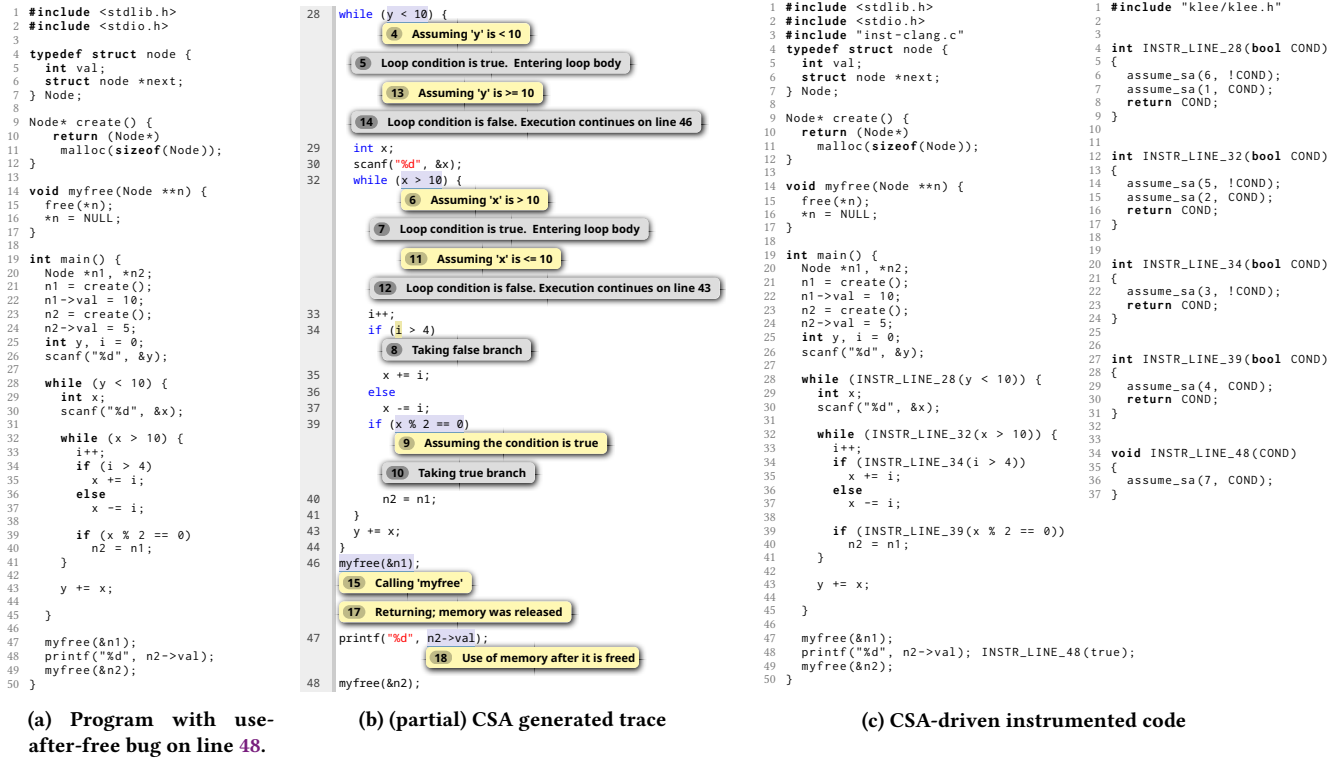 1 #include <stdlib.h>
2 #include <stdio.h>
3
4 typedef struct node {
5 int val;
6 struct node *next;
7 } Node;
8
9 Node* create() {
10 return (Node*)
11 malloc(sizeof(Node));
12 }
13
14 void myfree(Node **n) {
15 free(*n);
16 *n = NULL;
17 }
18
19 int main() {
20 Node *n1, *n2;
21 n1 = create();
22 n1->val = 10;
23 n2 = create();
24 n2->val = 5;
25 int y, i = 0;
26 scanf("%d", &y);
27
28 while (y < 10) {
29 int x;
30 scanf("%d", &x);
31
32 while (x > 10) {
33 i++;
34 if (i > 4)
35 x += i;
36 else
37 x -= i;
38
39 if (x % 2 == 0)
40 n2 = n1;
41 }
42
43 y += x;
44
45 }
46
47 myfree(&n1);
48 printf("%d", n2->val);
49 myfree(&n2);
50 }
(a) Program with use-
after-free bug on line 48.
28 while (y < 10) {
4 Assuming 'y' is < 10
5 Loop condition is true. Entering loop body
13 Assuming 'y' is >= 10
14 Loop condition is false. Execution continues on line 46
29 int x;
30 scanf("%d", &x);
32 while (x > 10) {
6 Assuming 'x' is > 10
7 Loop condition is true. Entering loop body
11 Assuming 'x' is <= 10
12 Loop condition is false. Execution continues on line 43
33 i++;
34 if (i > 4)
8 Taking false branch
35 x += i;
36 else
37 x -= i;
39 if (x % 2 == 0)
9 Assuming the condition is true
10 Taking true branch
40 n2 = n1;
41 }
43 y += x;
44 }
46 myfree(&n1);
15 Calling 'myfree'
17 Returning; memory was released
47 printf("%d", n2->val);
18 Use of memory after it is freed
48 myfree(&n2);
(b) (partial) CSA generated trace
1 #include <stdlib.h>
2 #include <stdio.h>
3 #include "inst-clang.c"
4 typedef struct node {
5 int val;
6 struct node *next;
7 } Node;
8
9 Node* create() {
10 return (Node*)
11 malloc(sizeof(Node));
12 }
13
14 void myfree(Node **n) {
15 free(*n);
16 *n = NULL;
17 }
18
19 int main() {
20 Node *n1, *n2;
21 n1 = create();
22 n1->val = 10;
23 n2 = create();
24 n2->val = 5;
25 int y, i = 0;
26 scanf("%d", &y);
27
28 while (INSTR_LINE_28(y < 10)) {
29 int x;
30 scanf("%d", &x);
31
32 while (INSTR_LINE_32(x > 10)) {
33 i++;
34 if (INSTR_LINE_34(i > 4))
35 x += i;
36 else
37 x -= i;
38
39 if (INSTR_LINE_39(x % 2 == 0))
40 n2 = n1;
41 }
42
43 y += x;
44
45 }
46
47 myfree(&n1);
48 printf("%d", n2->val); INSTR_LINE_48(true);
49 myfree(&n2);
50 }
1 #include "klee/klee.h"
2
3
4 int INSTR_LINE_28(bool COND)
5 {
6 assume_sa(6, !COND);
7 assume_sa(1, COND);
8 return COND;
9 }
10
11
12 int INSTR_LINE_32(bool COND)
13 {
14 assume_sa(5, !COND);
15 assume_sa(2, COND);
16 return COND;
17 }
18
19
20 int INSTR_LINE_34(bool COND)
21 {
22 assume_sa(3, !COND);
23 return COND;
24 }
25
26
27 int INSTR_LINE_39(bool COND)
28 {
29 assume_sa(4, COND);
30 return COND;
31 }
32
33
34 void INSTR_LINE_48(COND)
35 {
36 assume_sa(7, COND);
37 }
(c) CSA-driven instrumented code